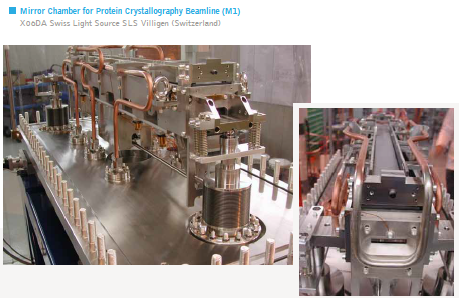 Mirror Chamber for Protein Crystallography Beamline (M1)
X06DA Swiss Light Source SLS Villigen (Switzerland)